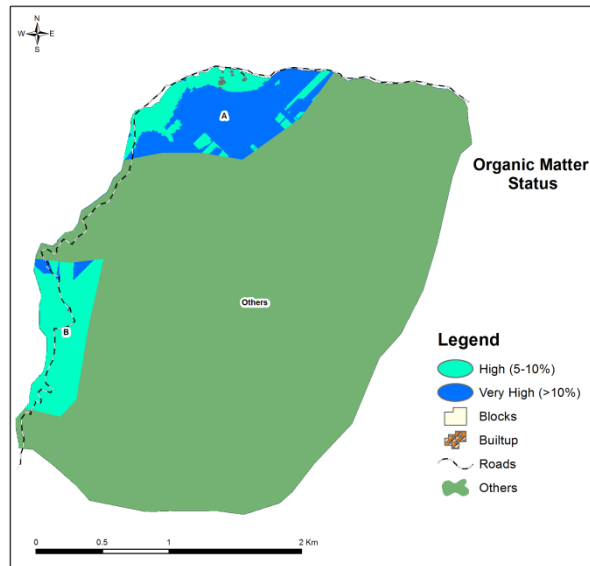 N
W E
S
A
Organic Matter
Status
Others
B
Legend
High (5-10%)
Very High (>10%)
Blocks
Builtup
Roads
Others
0 0.5 1 2 Km